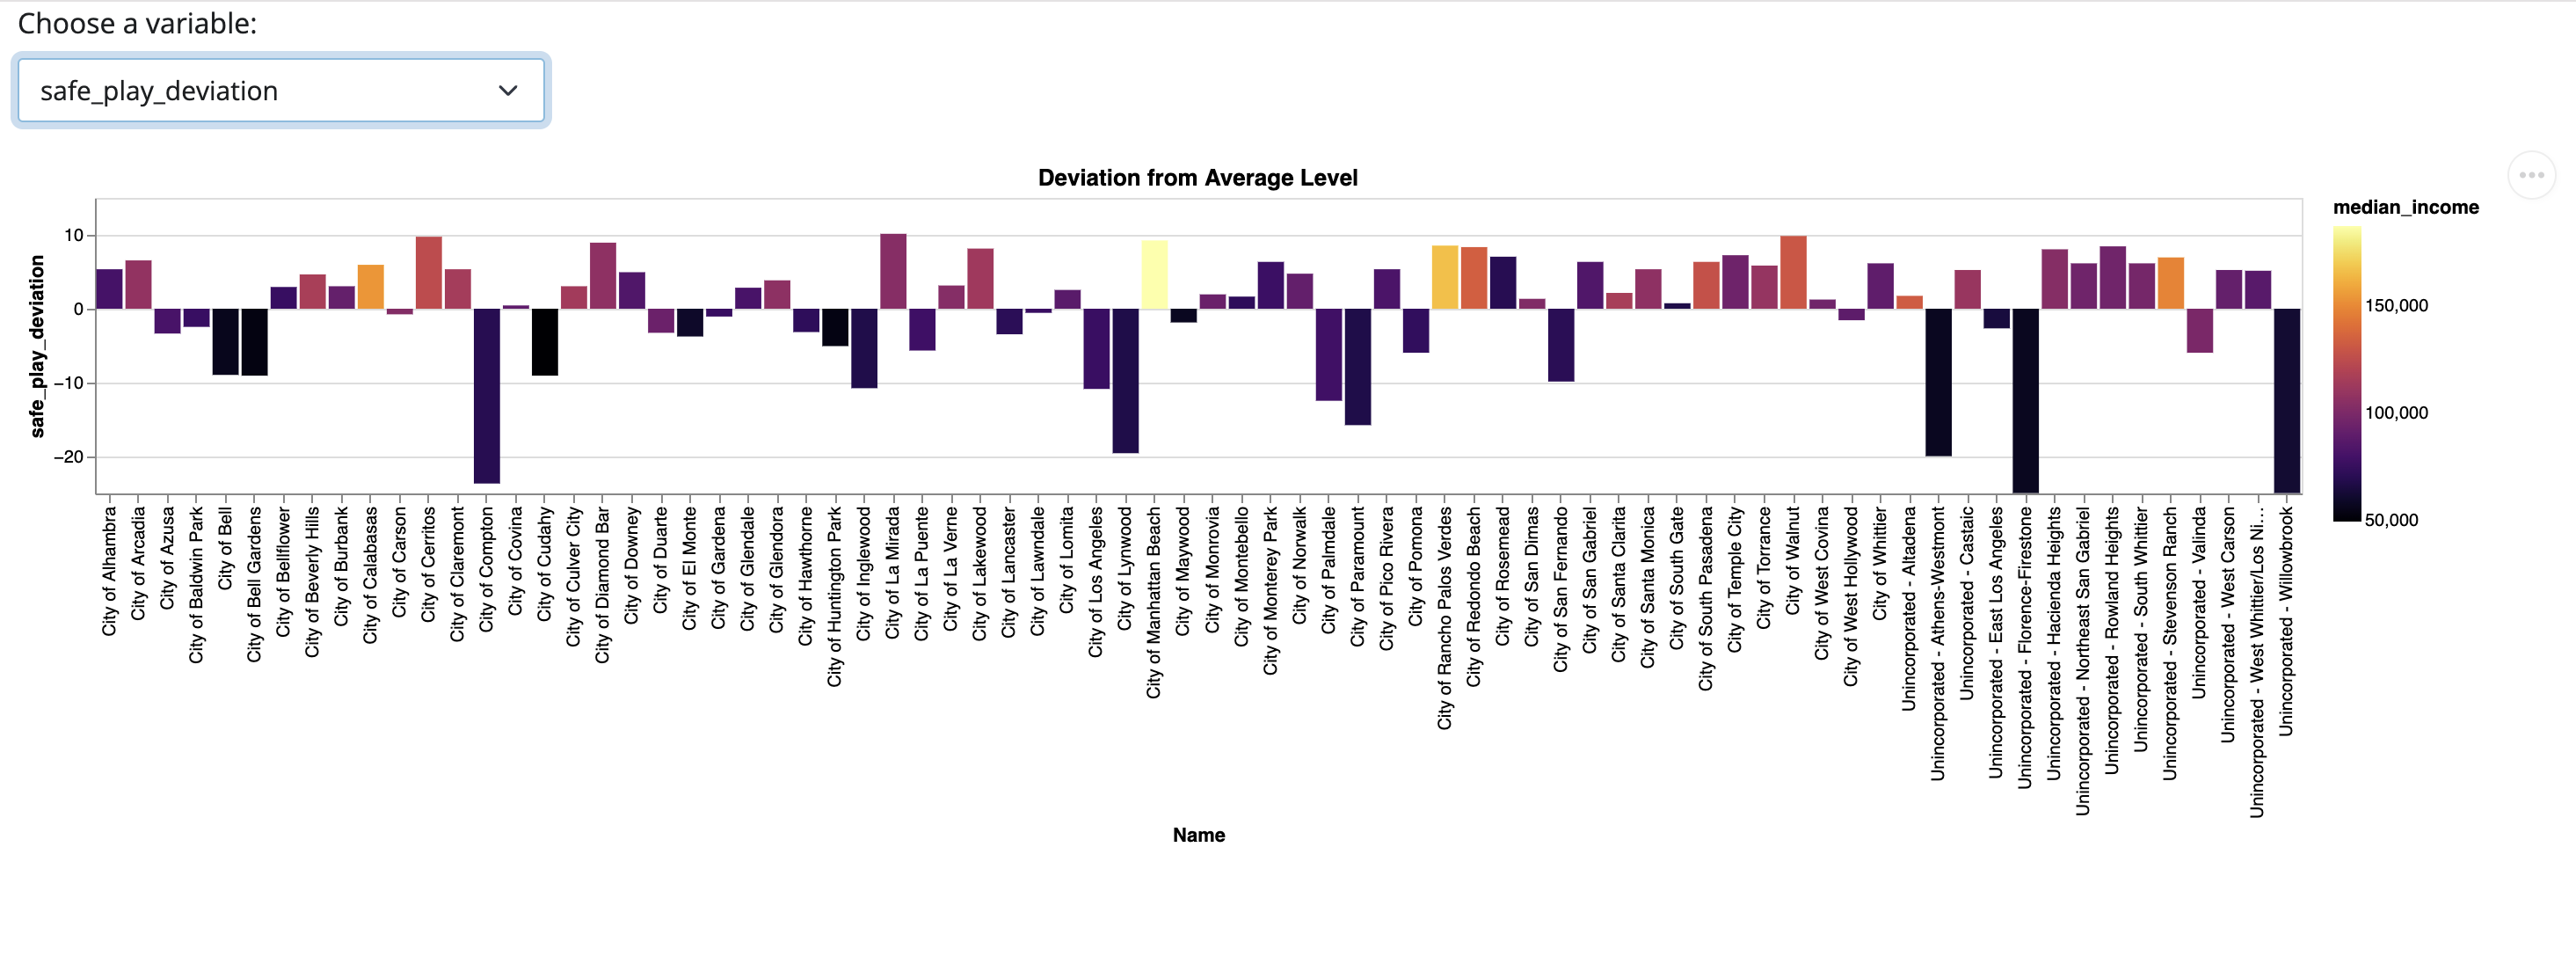 Choose a variable:
safe_play_deviation
Deviation from Average Level
median_income
150,000
100,000
50,000
safe_play_deviation
10
0
−10
−20
City of Alhambra
City of Arcadia
City of Azusa
City of Baldwin Park
City of Bell
City of Bell Gardens
City of Bellflower
City of Beverly Hills
City of Burbank
City of Calabasas
City of Carson
City of Cerritos
City of Claremont
City of Compton
City of Covina
City of Cudahy
City of Culver City
City of Diamond Bar
City of Downey
City of Duarte
City of El Monte
City of Gardena
City of Glendale
City of Glendora
City of Hawthorne
City of Huntington Park
City of Inglewood
City of La Mirada
City of La Puente
City of La Verne
City of Lakewood
City of Lancaster
City of Lawndale
City of Lomita
City of Los Angeles
City of Lynwood
City of Manhattan Beach
City of Maywood
City of Monrovia
City of Montebello
City of Monterey Park
City of Norwalk
City of Palmdale
City of Paramount
City of Pico Rivera
City of Pomona
City of Rancho Palos Verdes
City of Redondo Beach
City of Rosemead
City of San Dimas
City of San Fernando
City of San Gabriel
City of Santa Clarita
City of Santa Monica
City of South Gate
City of South Pasadena
City of Temple City
City of Torrance
City of Walnut
City of West Covina
City of West Hollywood
City of Whittier
Unincorporated - Altadena
Unincorporated - Athens-Westmont
Unincorporated - Castaic
Unincorporated - East Los Angeles
Unincorporated - Florence-Firestone
Unincorporated - Hacienda Heights
Unincorporated - Northeast San Gabriel
Unincorporated - Rowland Heights
Unincorporated - South Whittier
Unincorporated - Stevenson Ranch
Unincorporated - Valinda
Unincorporated - West Carson
Unincorporated - West Whittier/Los Ni…
Unincorporated - Willowbrook
Name